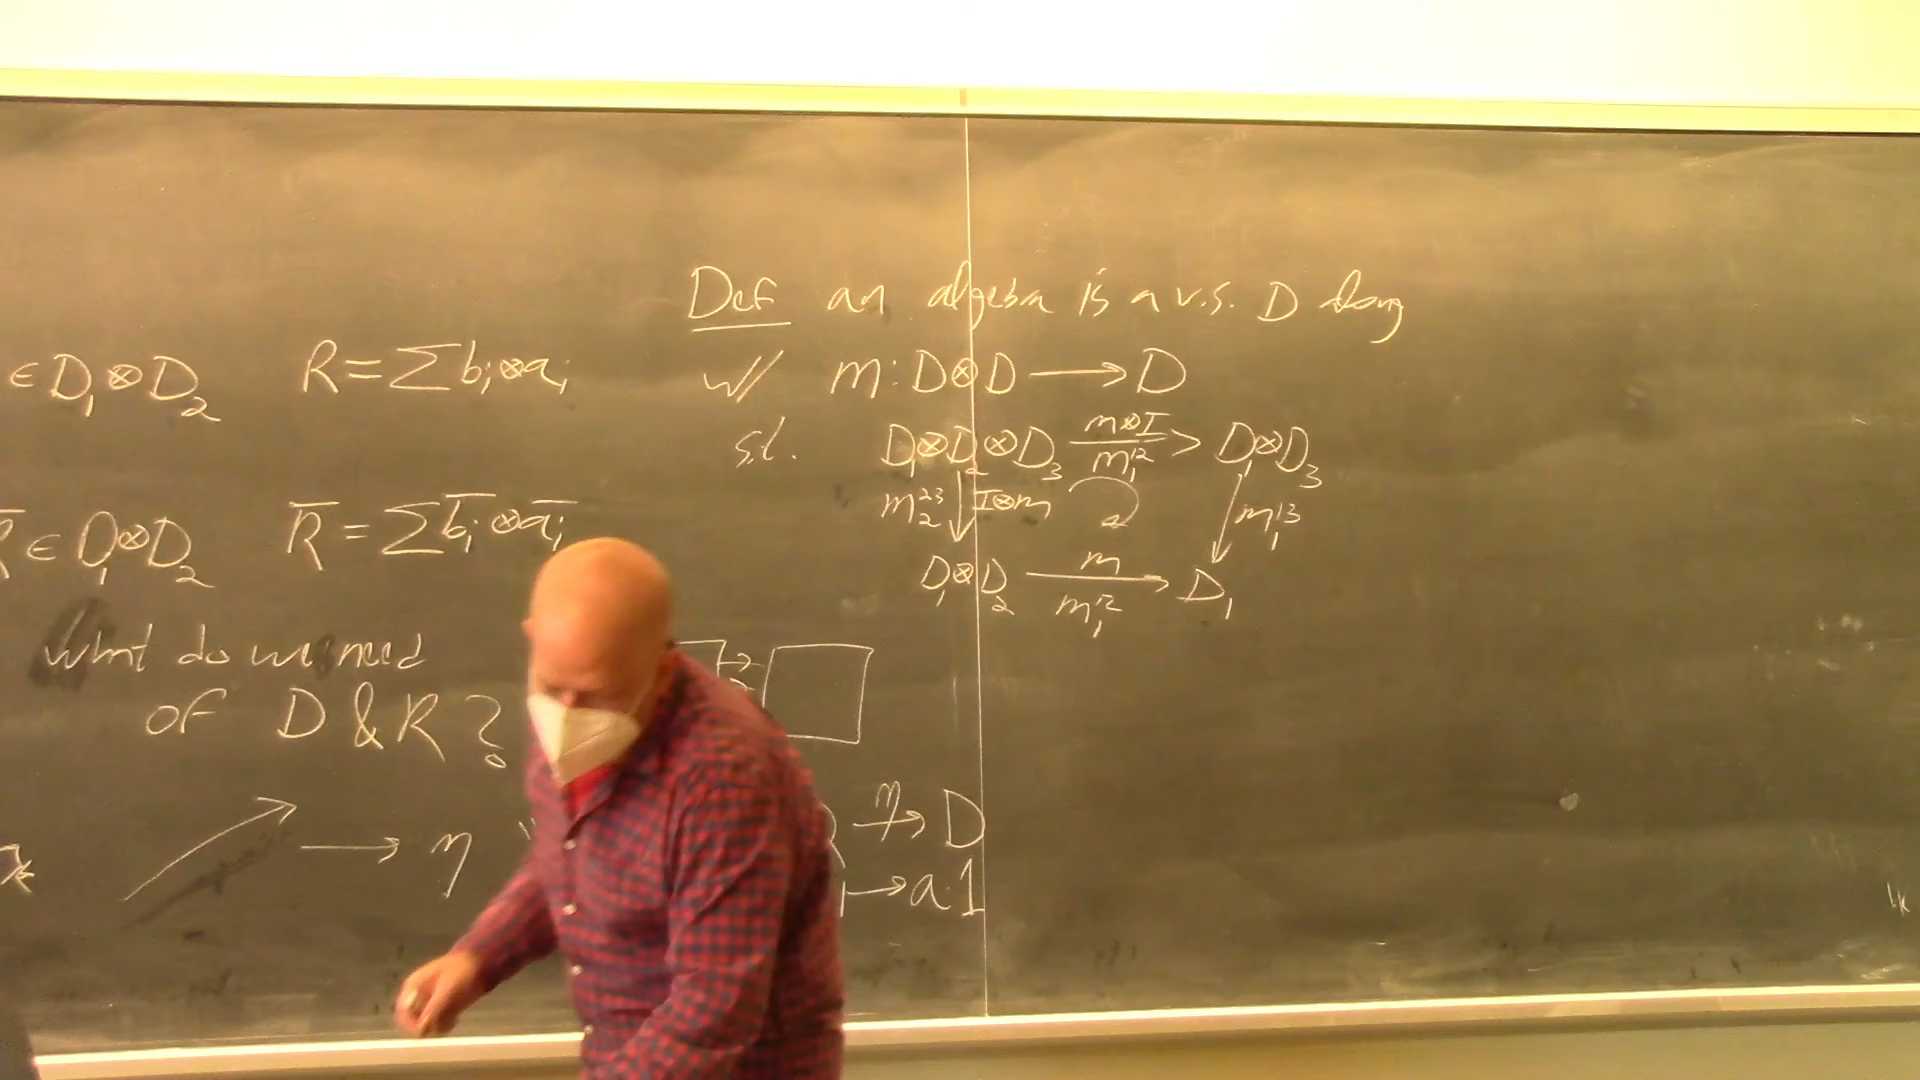 ∈ D₁⊗D₂ R = ∑ bᵢ⊗aᵢ
R̄ ∈ D₁⊗D₂ R̄ = ∑ b̄ᵢ⊗āᵢ
What do we need
of D & R?
→ η
η → D
↦ a·1
Def an algebra is a v.s. D along
w/ m: D⊗D → D
s.t. D₁⊗D₂⊗D₃ m⊗I → D₁⊗D₃
m₁¹²
m₂²³ ↓ I⊗m ↓ m₁¹³
D₁⊗D₂ m → D₁
m₁¹²